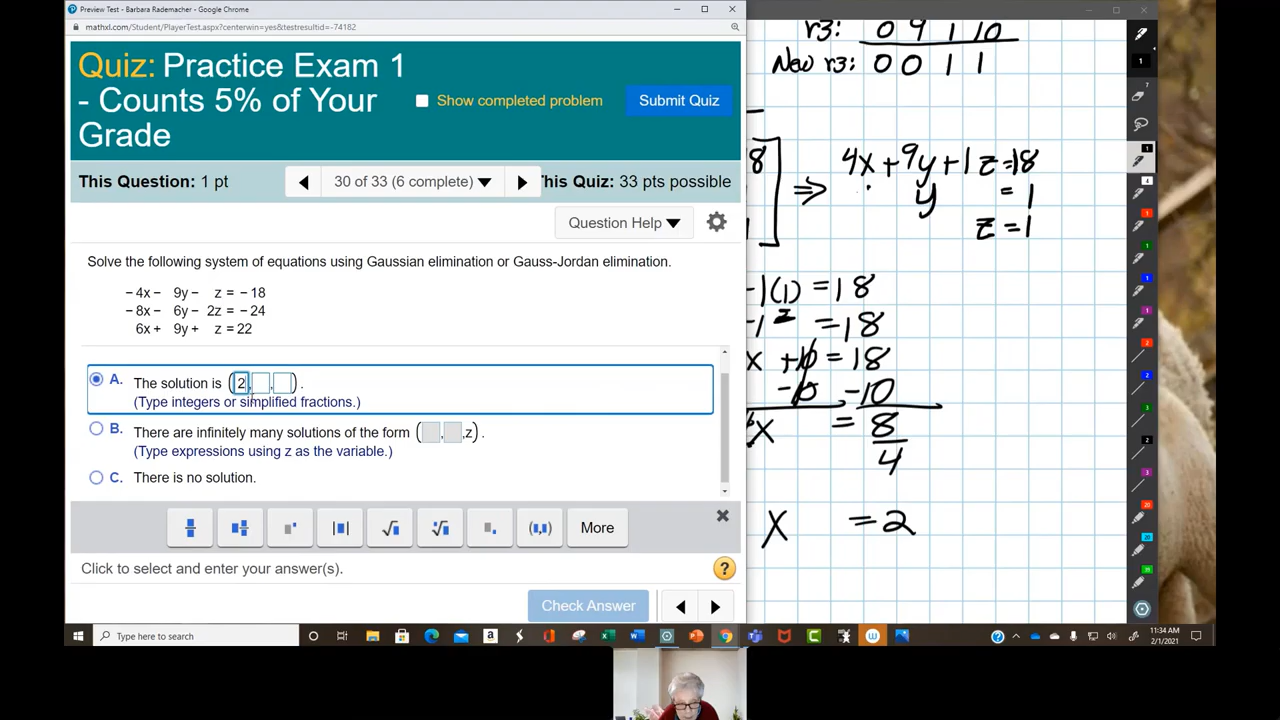 Preview Test - Barbara Rademacher - Google Chrome
mathxl.com/Student/PlayerTest.aspx?centerwin=yes&testresultid=-74182
Quiz: Practice Exam 1
- Counts 5% of Your
Grade
Show completed problem
Submit Quiz
This Question: 1 pt
30 of 33 (6 complete)
This Quiz: 33 pts possible
Question Help
Solve the following system of equations using Gaussian elimination or Gauss-Jordan elimination.
- 4x - 9y - z = - 18
- 8x - 6y - 2z = - 24
6x + 9y + z = 22
A. The solution is (2, , ).
(Type integers or simplified fractions.)
B. There are infinitely many solutions of the form ( , ,z).
(Type expressions using z as the variable.)
C. There is no solution.
More
Click to select and enter your answer(s).
Check Answer
r3: 0 9 1 10
New r3: 0 0 1 1
8] ⇒ 4x + 9y + 1z = 18
y = 1
z = 1
-1(1) = 18
= 18
x + 10 = 18
-10 -10
x = 8
4
x = 2
Type here to search
11:34 AM
2/1/2021